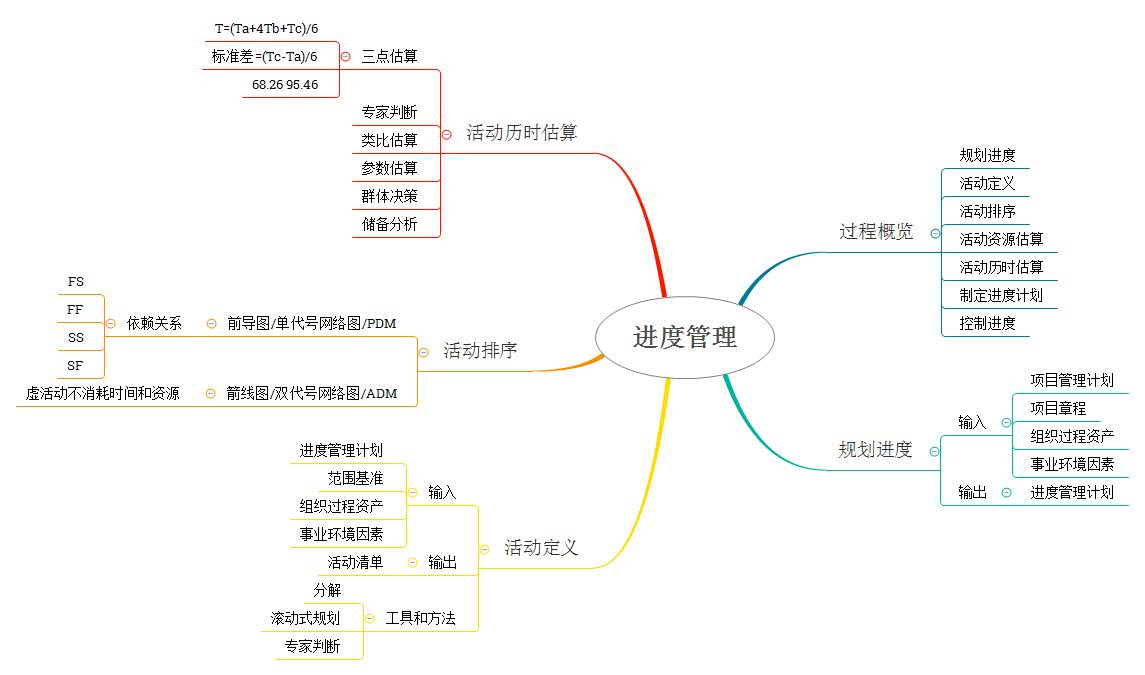 进度管理
过程概览
规划进度
活动定义
活动排序
活动资源估算
活动历时估算
制定进度计划
控制进度
规划进度
输入
项目管理计划
项目章程
组织过程资产
事业环境因素
输出
进度管理计划
活动定义
输入
进度管理计划
范围基准
组织过程资产
事业环境因素
输出
活动清单
工具和方法
分解
滚动式规划
专家判断
活动排序
前导图/单代号网络图/PDM
依赖关系
FS
FF
SS
SF
箭线图/双代号网络图/ADM
虚活动不消耗时间和资源
活动历时估算
三点估算
T=(Ta+4Tb+Tc)/6
标准差=(Tc-Ta)/6
68.26 95.46
专家判断
类比估算
参数估算
群体决策
储备分析